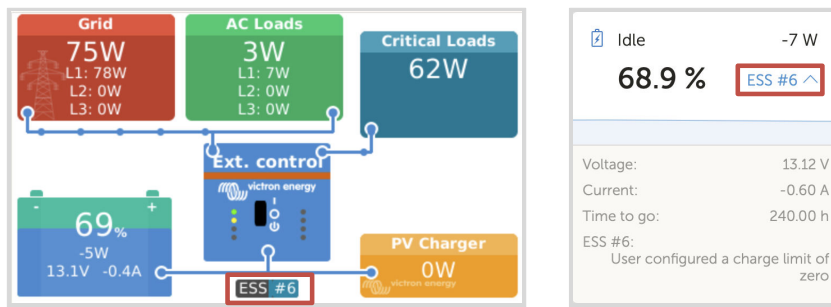 Grid
75W
L1: 78W
L2: 0W
L3: 0W
AC Loads
3W
L1: 7W
L2: 0W
L3: 0W
Critical Loads
62W
Ext. control
victron energy
- +
69%
-5W
13.1V -0.4A
ESS #6
PV Charger
0W
victron energy
Idle -7 W
68.9 % ESS #6
Voltage: 13.12 V
Current: -0.60 A
Time to go: 240.00 h
ESS #6:
User configured a charge limit of
zero